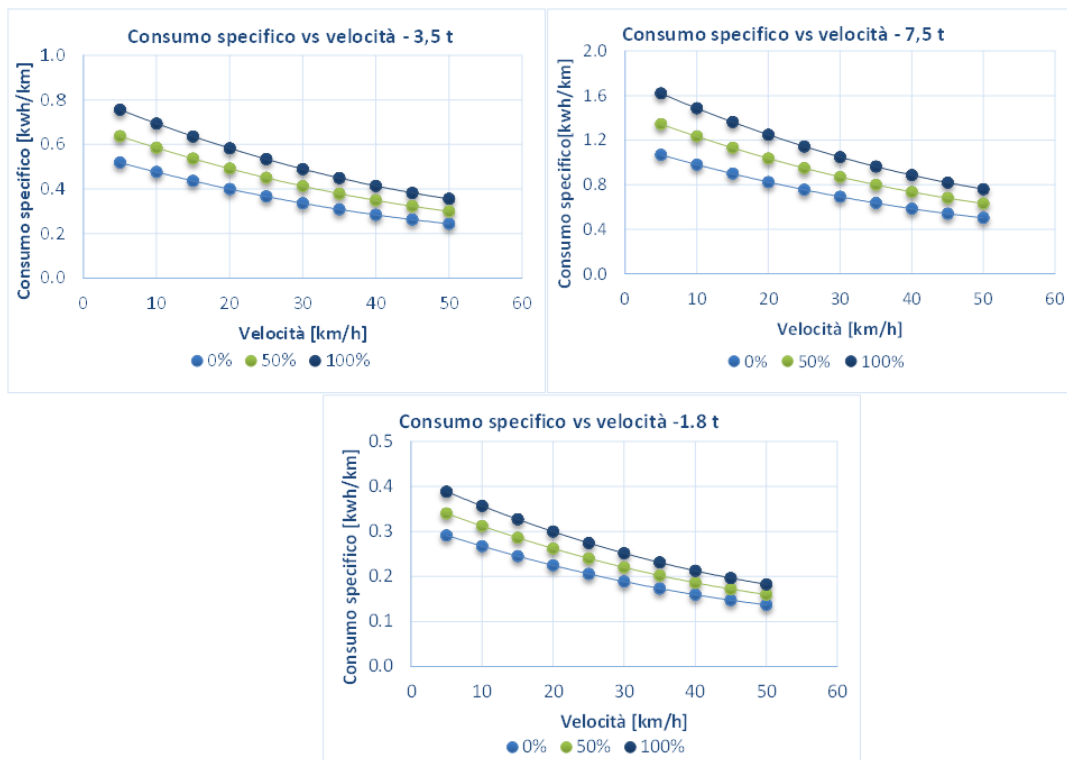 Consumo specifico vs velocità - 3,5 t
Consumo specifico [kwh/km]
1.0
0.8
0.6
0.4
0.2
0.0
0 10 20 30 40 50 60
Velocità [km/h]
0% 50% 100%
Consumo specifico vs velocità - 7,5 t
Consumo specifico[kwh/km]
2.0
1.6
1.2
0.8
0.4
0.0
0 10 20 30 40 50 60
Velocità [km/h]
0% 50% 100%
Consumo specifico vs velocità -1.8 t
Consumo specifico [kwh/km]
0.5
0.4
0.3
0.2
0.1
0.0
0 10 20 30 40 50 60
Velocità [km/h]
0% 50% 100%